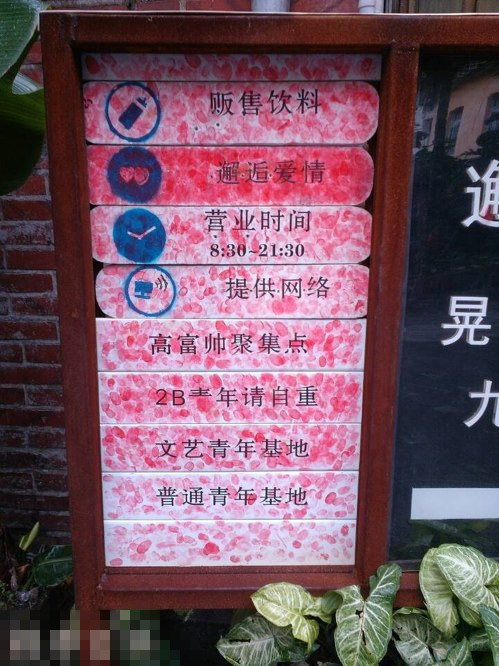 贩售饮料
邂逅爱情
营业时间
8:30~21:30
提供网络
高富帅聚集点
2B青年请自重
文艺青年基地
普通青年基地
晃
九